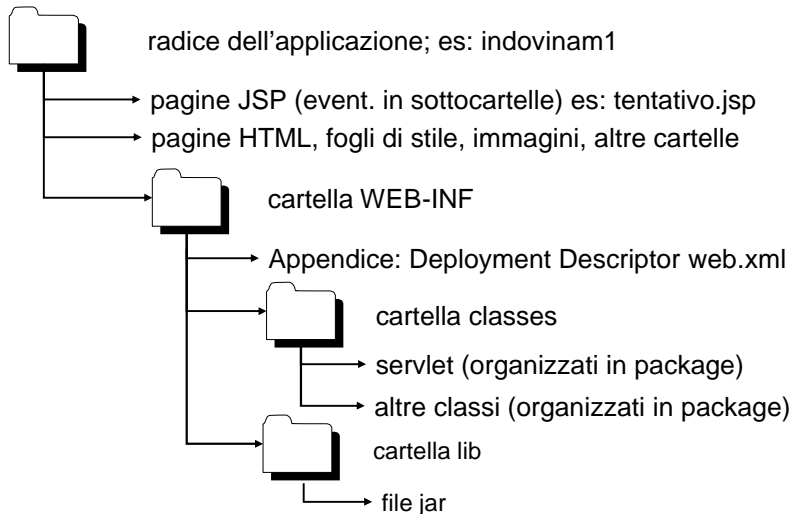 radice dell'applicazione; es: indovinam1
pagine JSP (event. in sottocartelle) es: tentativo.jsp
pagine HTML, fogli di stile, immagini, altre cartelle
cartella WEB-INF
Appendice: Deployment Descriptor web.xml
cartella classes
servlet (organizzati in package)
altre classi (organizzati in package)
cartella lib
file jar